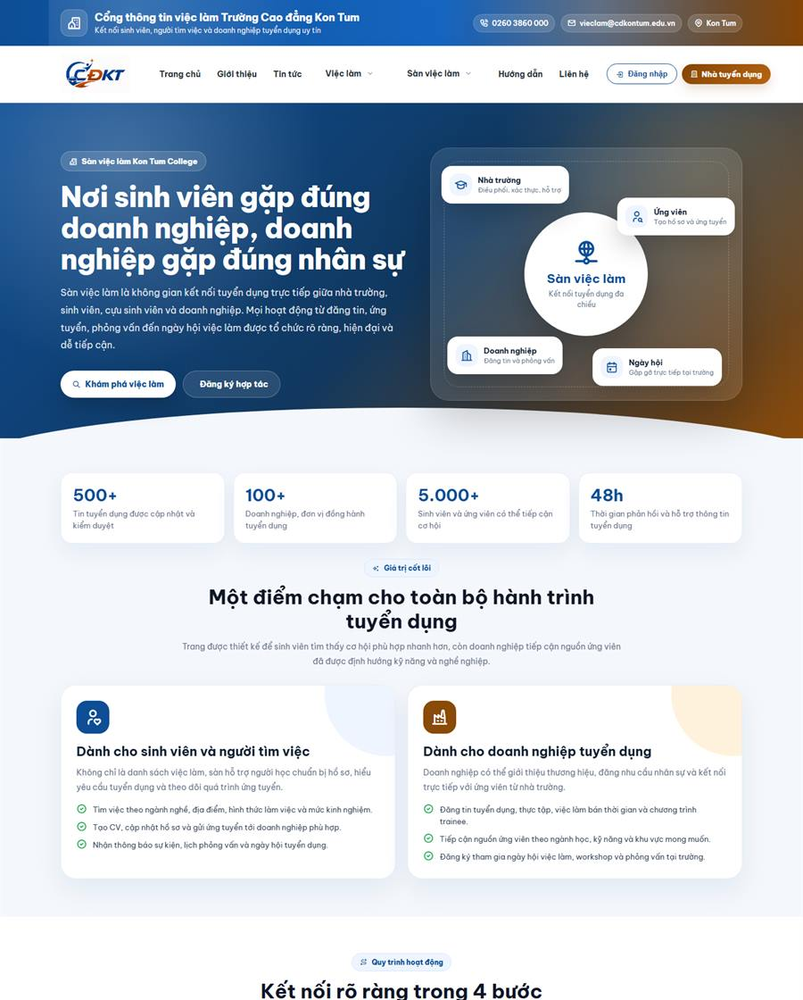 Cổng thông tin việc làm Trường Cao đẳng Kon Tum
Kết nối sinh viên, người tìm việc và doanh nghiệp tuyển dụng uy tín
0260 3860 000
vieclam@cdkontum.edu.vn
Kon Tum
CĐKT
Trang chủ
Giới thiệu
Tin tức
Việc làm
Sàn việc làm
Hướng dẫn
Liên hệ
Đăng nhập
Nhà tuyển dụng
Sàn việc làm Kon Tum College
Nơi sinh viên gặp đúng
doanh nghiệp, doanh
nghiệp gặp đúng nhân sự
Sàn việc làm là không gian kết nối tuyển dụng trực tiếp giữa nhà trường,
sinh viên, cựu sinh viên và doanh nghiệp. Mọi hoạt động từ đăng tin, ứng
tuyển, phỏng vấn đến ngày hội việc làm được tổ chức rõ ràng, hiện đại và
dễ tiếp cận.
Khám phá việc làm
Đăng ký hợp tác
Nhà trường
Điều phối, xác thực, hỗ trợ
Ứng viên
Tạo hồ sơ và ứng tuyển
Sàn việc làm
Kết nối tuyển dụng đa
chiều
Doanh nghiệp
Đăng tin và phỏng vấn
Ngày hội
Gặp gỡ trực tiếp tại trường
500+
Tin tuyển dụng được cập nhật và
kiểm duyệt
100+
Doanh nghiệp, đơn vị đồng hành
tuyển dụng
5.000+
Sinh viên và ứng viên có thể tiếp cận
cơ hội
48h
Thời gian phản hồi và hỗ trợ thông tin
tuyển dụng
Giá trị cốt lõi
Một điểm chạm cho toàn bộ hành trình
tuyển dụng
Trang được thiết kế để sinh viên tìm thấy cơ hội phù hợp nhanh hơn, còn doanh nghiệp tiếp cận nguồn ứng viên
đã được định hướng kỹ năng và nghề nghiệp.
Dành cho sinh viên và người tìm việc
Không chỉ là danh sách việc làm, sàn hỗ trợ người học chuẩn bị hồ sơ, hiểu
yêu cầu tuyển dụng và theo dõi quá trình ứng tuyển.
Tìm việc theo ngành nghề, địa điểm, hình thức làm việc và mức kinh nghiệm.
Tạo CV, cập nhật hồ sơ và gửi ứng tuyển tới doanh nghiệp phù hợp.
Nhận thông báo sự kiện, lịch phỏng vấn và ngày hội tuyển dụng.
Dành cho doanh nghiệp tuyển dụng
Doanh nghiệp có thể giới thiệu thương hiệu, đăng nhu cầu nhân sự và kết nối
trực tiếp với ứng viên từ nhà trường.
Đăng tin tuyển dụng, thực tập, việc làm bán thời gian và chương trình
trainee.
Tiếp cận nguồn ứng viên theo ngành học, kỹ năng và khu vực mong muốn.
Đăng ký tham gia ngày hội việc làm, workshop và phỏng vấn tại trường.
Quy trình hoạt động
Kết nối rõ ràng trong 4 bước